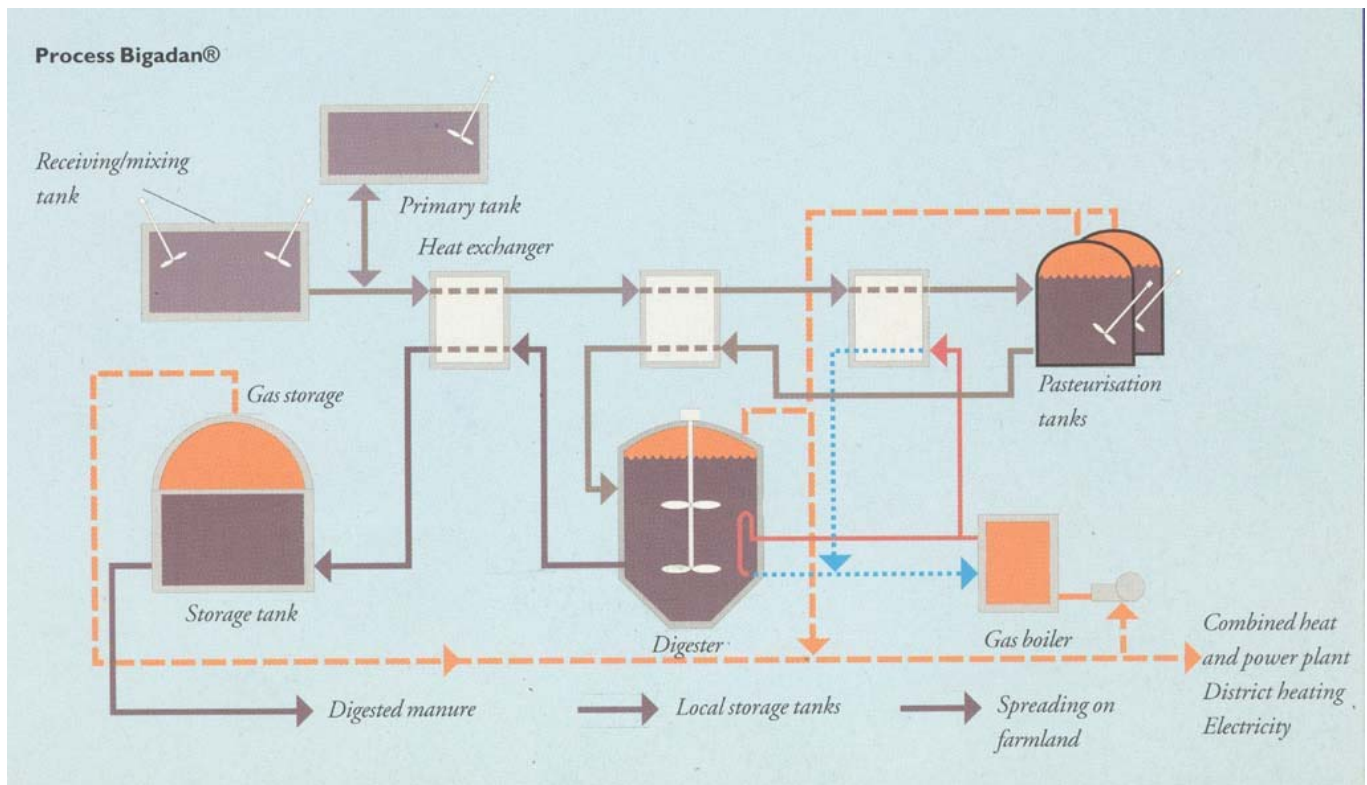 Process Bigadan®
Receiving/mixing
tank
Primary tank
Heat exchanger
Pasteurisation
tanks
Gas storage
Storage tank
Digester
Gas boiler
Combined heat
and power plant
District heating
Electricity
Digested manure
Local storage tanks
Spreading on
farmland